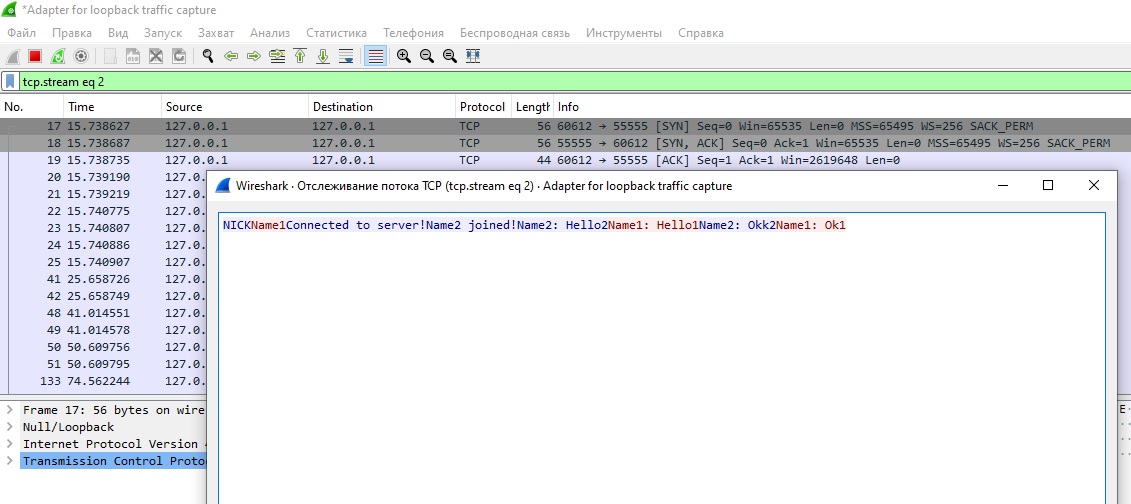 *Adapter for loopback traffic capture
Файл Правка Вид Запуск Захват Анализ Статистика Телефония Беспроводная связь Инструменты Справка
tcp.stream eq 2
No. Time Source Destination Protocol Length Info
17 15.738627 127.0.0.1 127.0.0.1 TCP 56 60612 → 55555 [SYN] Seq=0 Win=65535 Len=0 MSS=65495 WS=256 SACK_PERM
18 15.738687 127.0.0.1 127.0.0.1 TCP 56 55555 → 60612 [SYN, ACK] Seq=0 Ack=1 Win=65535 Len=0 MSS=65495 WS=256 SACK_PERM
19 15.738735 127.0.0.1 127.0.0.1 TCP 44 60612 → 55555 [ACK] Seq=1 Ack=1 Win=2619648 Len=0
20 15.739190 127.0.
21 15.739219 127.0.
22 15.740775 127.0.
23 15.740807 127.0.
24 15.740886 127.0.
25 15.740907 127.0.
41 25.658726 127.0.
42 25.658749 127.0.
48 41.014551 127.0.
49 41.014578 127.0.
50 50.609756 127.0.
51 50.609795 127.0.
133 74.562244 127.0.
Wireshark · Отслеживание потока TCP (tcp.stream eq 2) · Adapter for loopback traffic capture
NICKName1Connected to server!Name2 joined!Name2: Hello2Name1: Hello1Name2: Okk2Name1: Ok1
Frame 17: 56 bytes on wire
Null/Loopback
Internet Protocol Version 4
Transmission Control Proto
E·